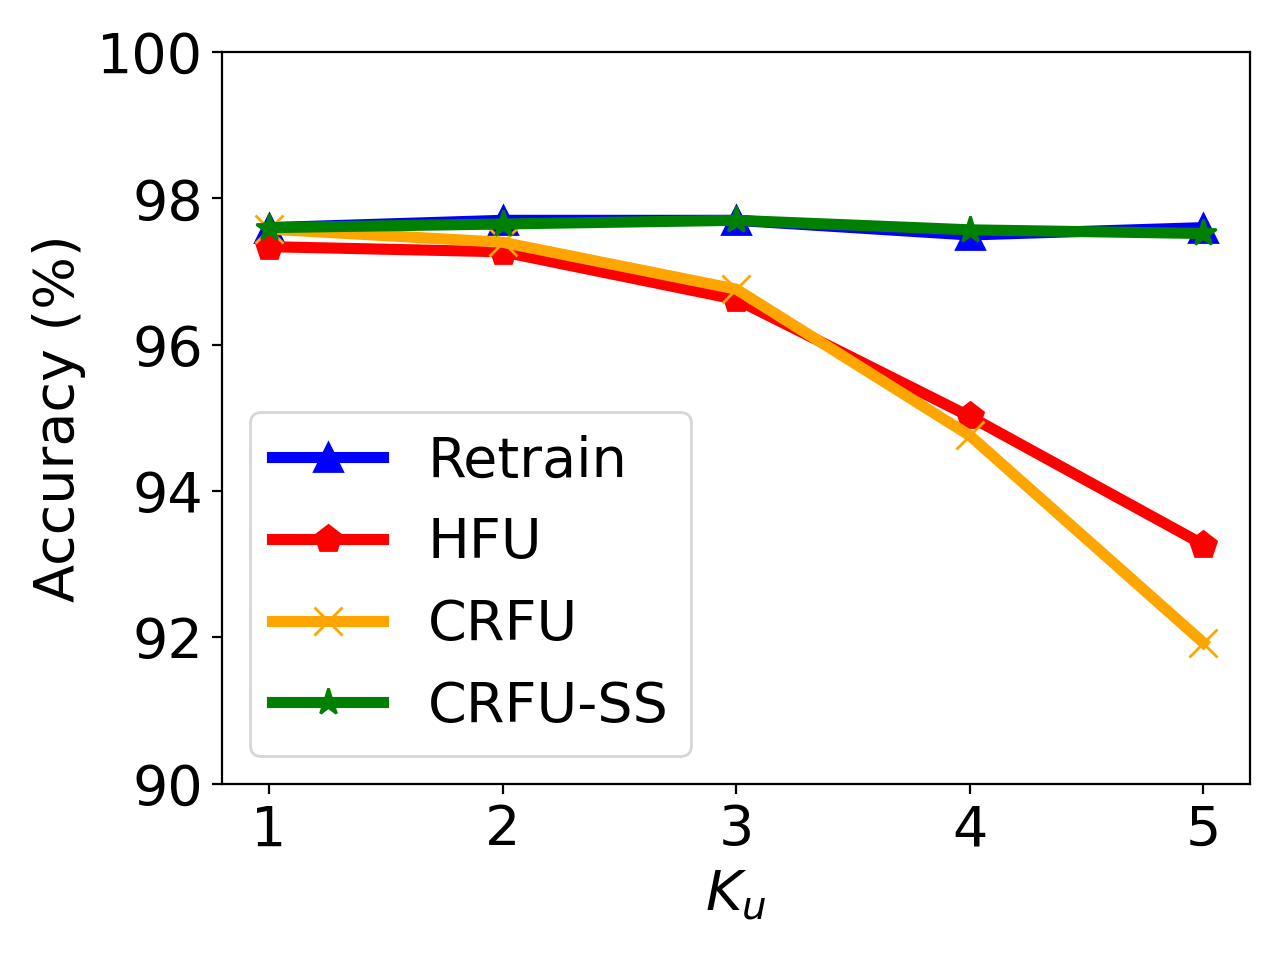 100
98
96
94
92
90
Accuracy (%)
Retrain
HFU
CRFU
CRFU-SS
1 2 3 4 5
K_u